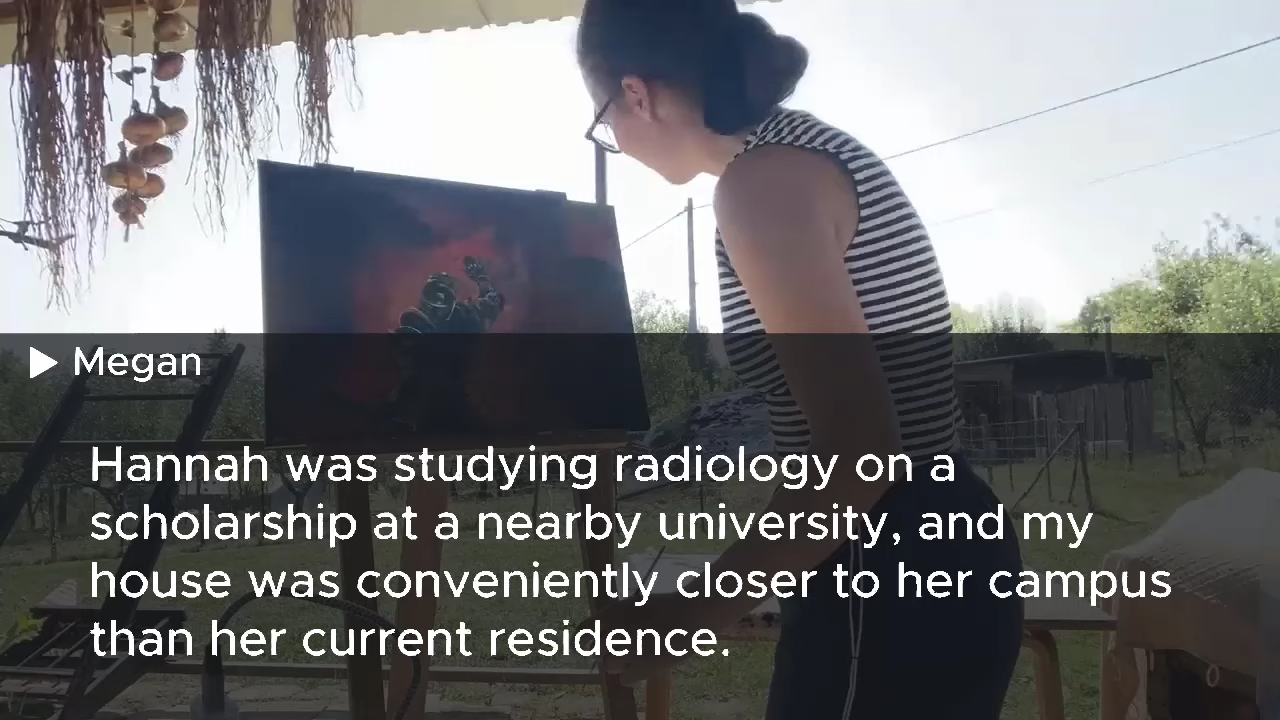 Megan
Hannah was studying radiology on a
scholarship at a nearby university, and my
house was conveniently closer to her campus
than her current residence.